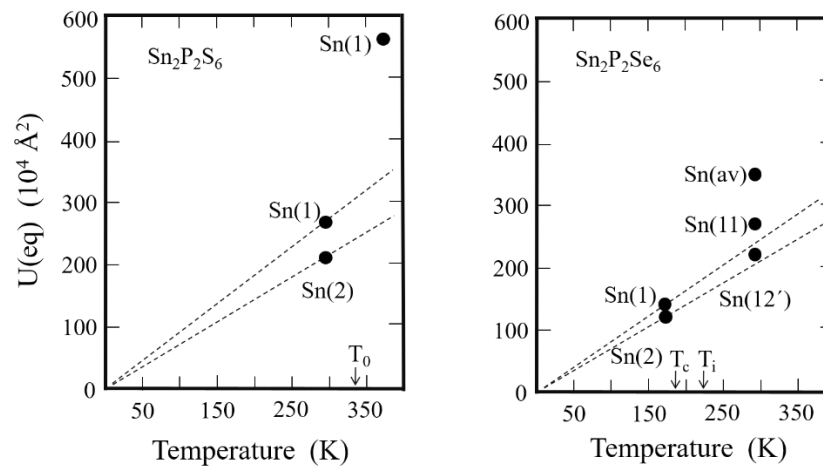 600
500
400
300
200
100
0
U(eq) (10⁴ Å²)
Sn₂P₂S₆
Sn(1)
Sn(1)
Sn(2)
T₀
50
150
250
350
Temperature (K)
600
500
400
300
200
100
0
Sn₂P₂Se₆
Sn(av)
Sn(11)
Sn(1)
Sn(12′)
Sn(2)
T_c
T_i
50
150
250
350
Temperature (K)